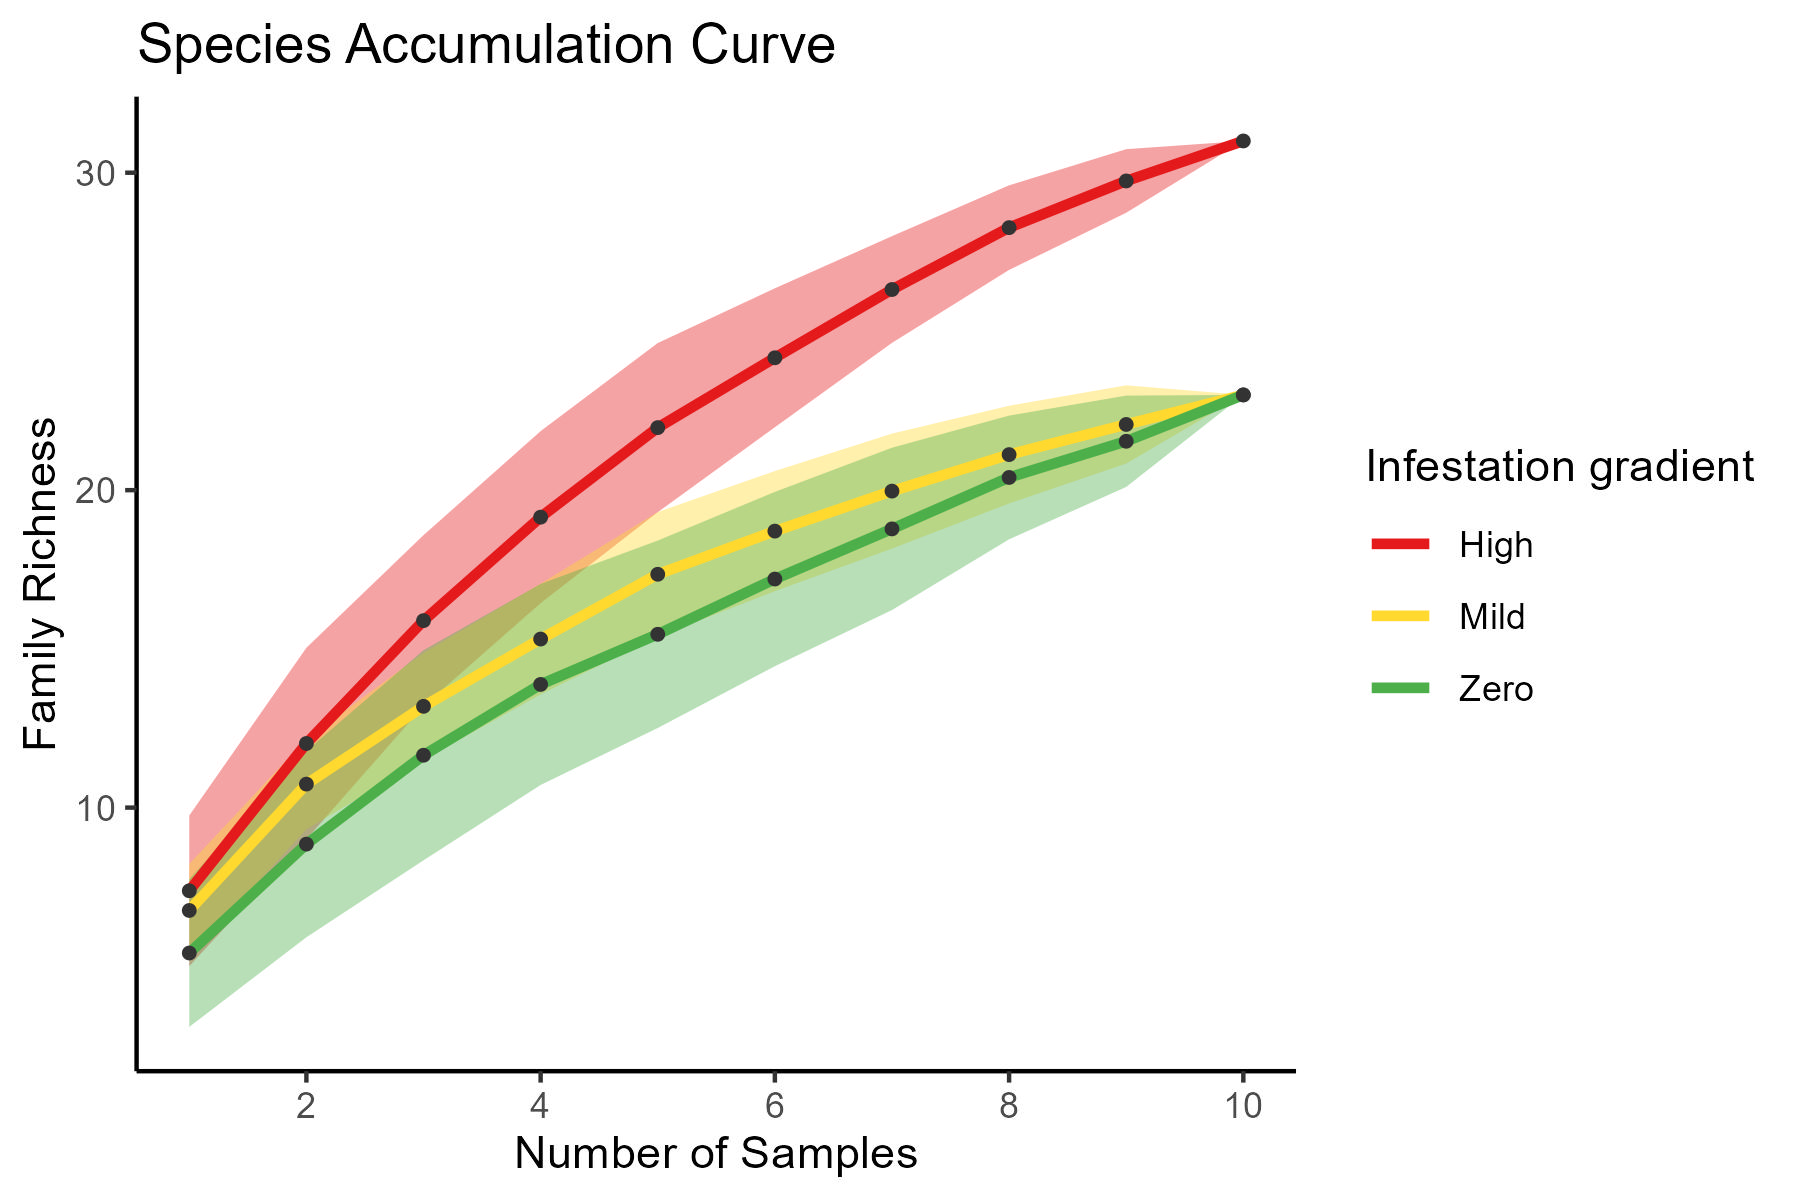 Species Accumulation Curve
Family Richness
30
20
10
2 4 6 8 10
Number of Samples
Infestation gradient
High
Mild
Zero